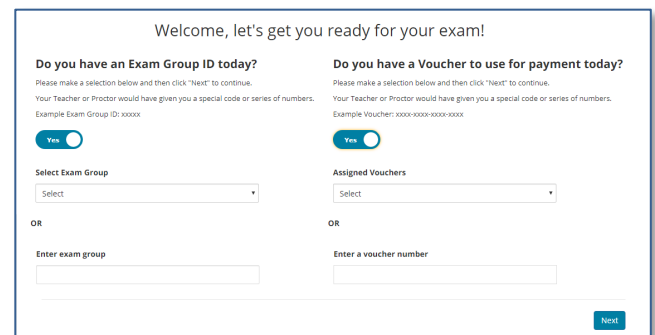 Welcome, let's get you ready for your exam!
Do you have an Exam Group ID today?
Please make a selection below and then click "Next" to continue.
Your Teacher or Proctor would have given you a special code or series of numbers.
Example Exam Group ID: xxxxx
Yes
Select Exam Group
Select
OR
Enter exam group
Do you have a Voucher to use for payment today?
Please make a selection below and then click "Next" to continue.
Your Teacher or Proctor would have given you a special code or series of numbers.
Example Voucher: xxxx-xxxx-xxxx-xxxx
Yes
Assigned Vouchers
Select
OR
Enter a voucher number
Next